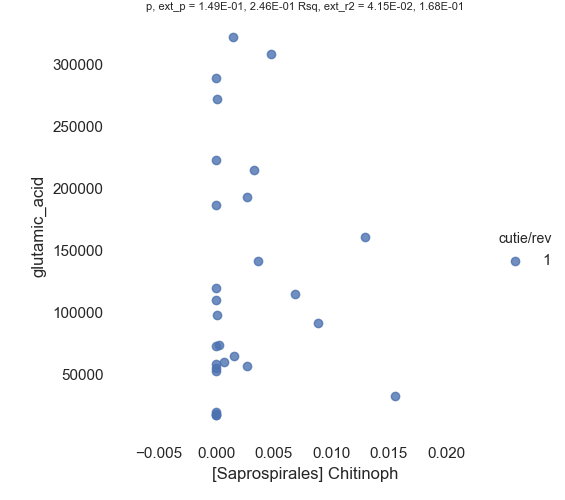 p, ext_p = 1.49E-01, 2.46E-01 Rsq, ext_r2 = 4.15E-02, 1.68E-01
300000
250000
200000
150000
100000
50000
glutamic_acid
cutie/rev
1
−0.005 0.000 0.005 0.010 0.015 0.020
[Saprospirales] Chitinoph